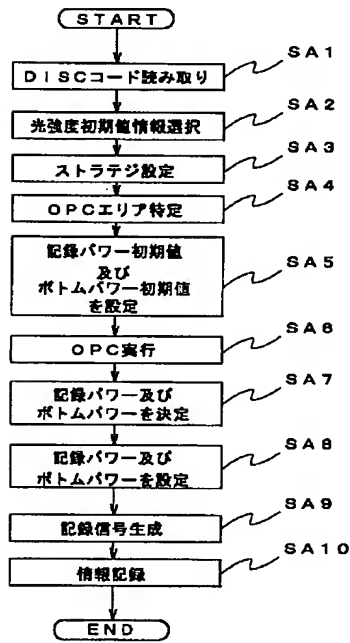 START
SA1
DISCコード読み取り
SA2
光強度初期値情報選択
SA3
ストラテジ設定
SA4
OPCエリア特定
記録パワー初期値
及び
ボトムパワー初期値
を設定
SA5
OPC実行
SA6
記録パワー及び
ボトムパワーを決定
SA7
記録パワー及び
ボトムパワーを設定
SA8
記録信号生成
SA9
情報記録
SA10
END